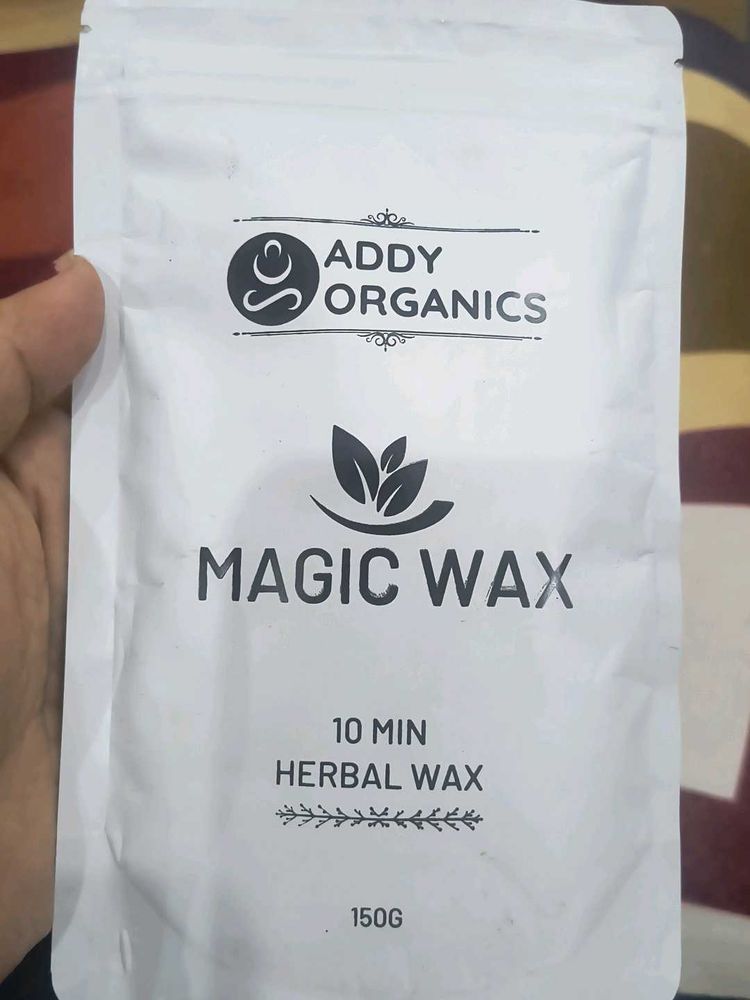 ADDY
ORGANICS
MAGIC WAX
10 MIN
HERBAL WAX
150G